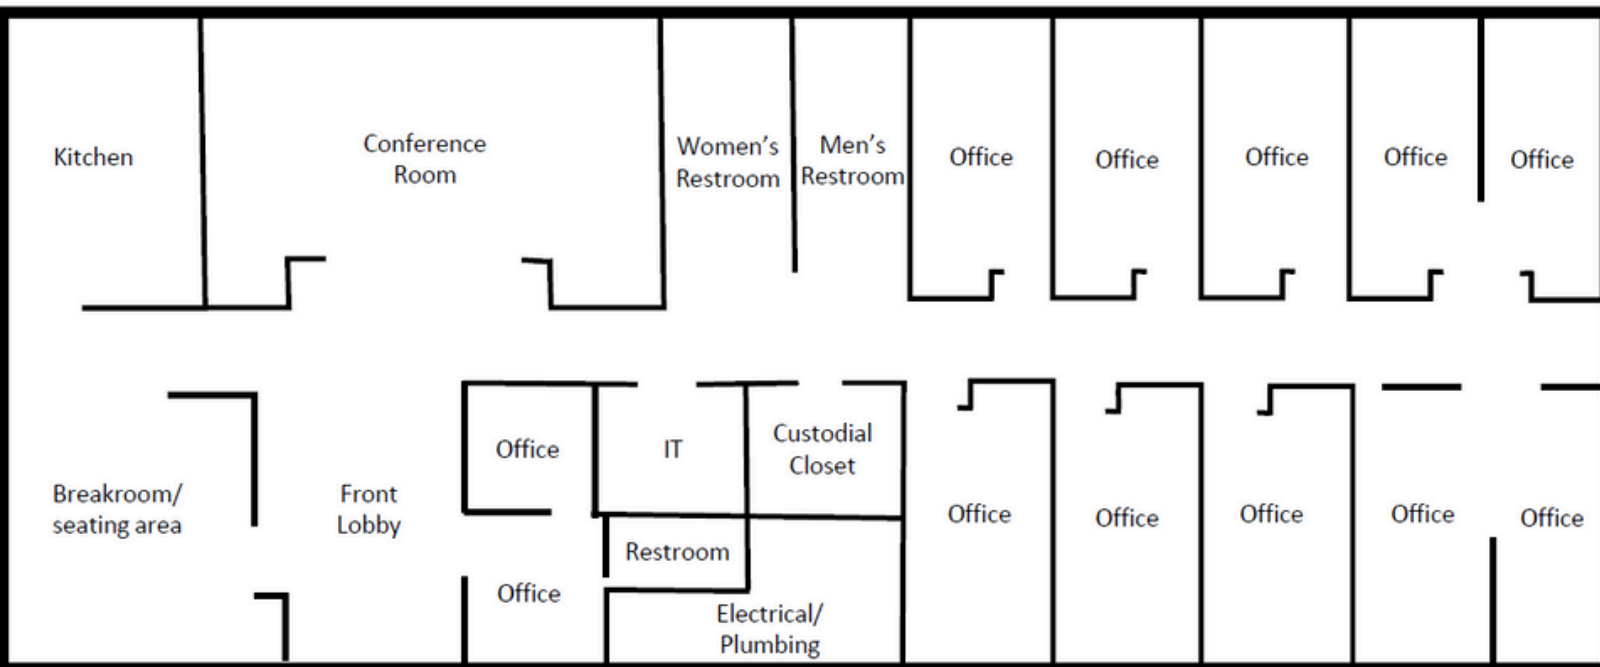 Kitchen
Conference
Room
Women's
Restroom
Men's
Restroom
Office
Office
Office
Office
Office
Office
IT
Custodial
Closet
Breakroom/
seating area
Front
Lobby
Office
Office
Office
Office
Office
Restroom
Office
Electrical/
Plumbing